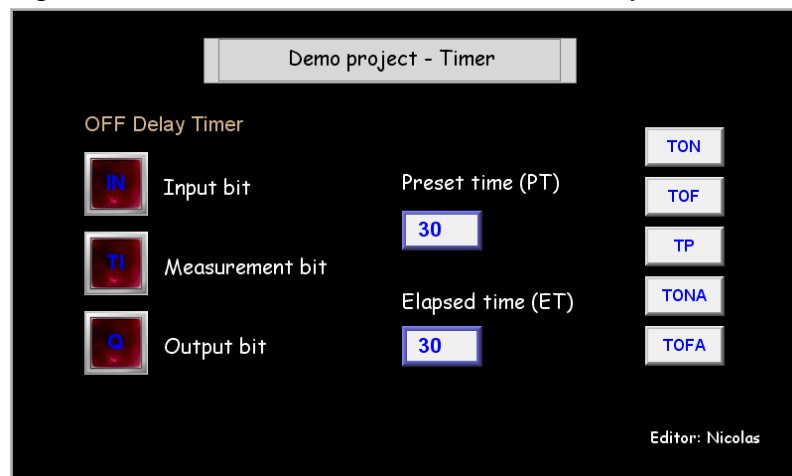 Demo project - Timer
OFF Delay Timer
IN
Input bit
TI
Measurement bit
Q
Output bit
Preset time (PT)
30
Elapsed time (ET)
30
TON
TOF
TP
TONA
TOFA
Editor: Nicolas